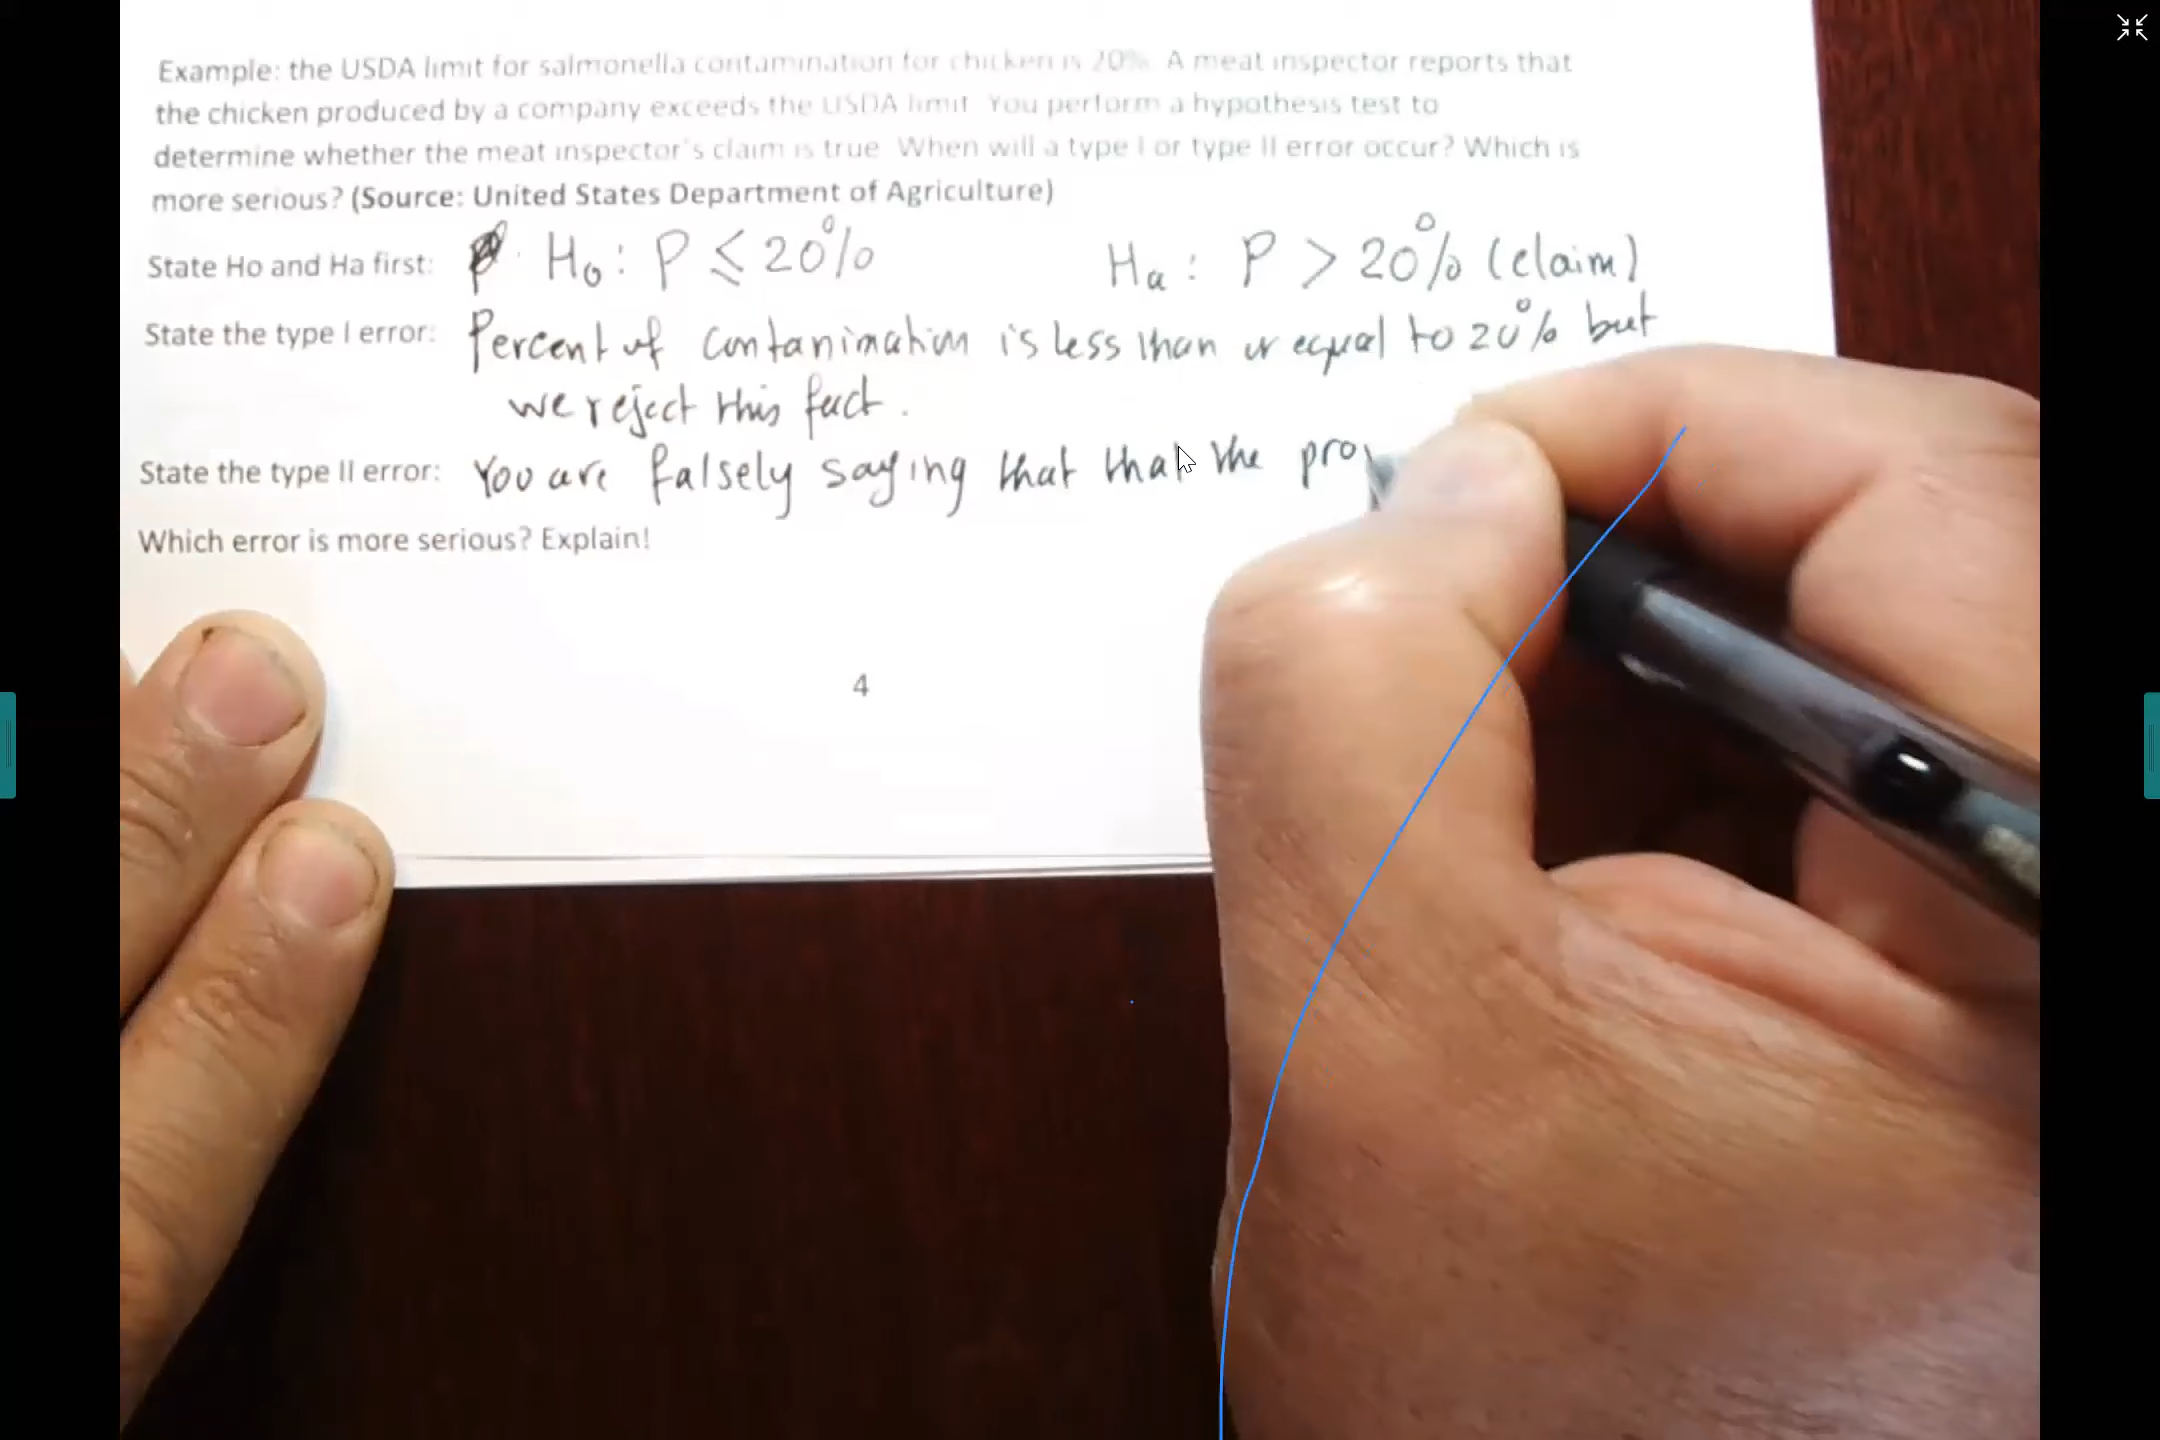 Example: the USDA limit for salmonella contamination for chicken is 20%. A meat inspector reports that
the chicken produced by a company exceeds the USDA limit. You perform a hypothesis test to
determine whether the meat inspector's claim is true. When will a type I or type II error occur? Which is
more serious? (Source: United States Department of Agriculture)
State Ho and Ha first: H₀: P ≤ 20% Hₐ: P > 20% (claim)
State the type I error: Percent of contanimation is less than or equal to 20% but
we reject this fact.
State the type II error: You are falsely saying that that the
Which error is more serious? Explain!
4